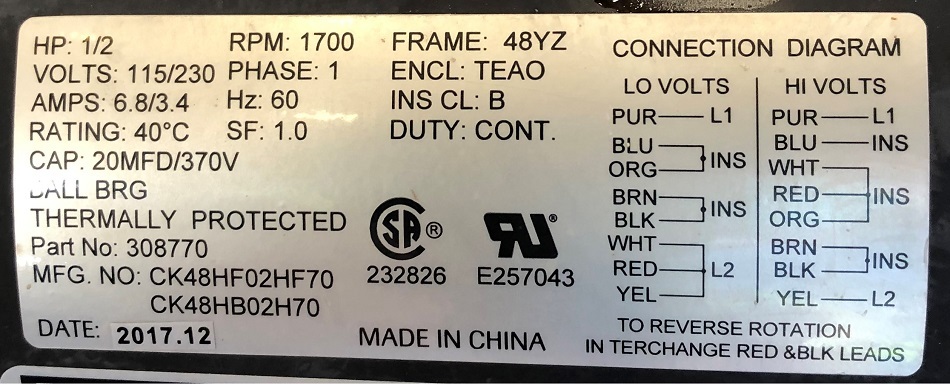 HP: 1/2 RPM: 1700 FRAME: 48YZ
VOLTS: 115/230 PHASE: 1 ENCL: TEAO
AMPS: 6.8/3.4 Hz: 60 INS CL: B
RATING: 40°C SF: 1.0 DUTY: CONT.
CAP: 20MFD/370V
BALL BRG
THERMALLY PROTECTED
Part No: 308770
MFG. NO: CK48HF02HF70
CK48HB02H70
DATE: 2017.12
SA ®
232826
RU
E257043
MADE IN CHINA
CONNECTION DIAGRAM
LO VOLTS
PUR L1
BLU
ORG INS
BRN
BLK INS
WHT
RED L2
YEL
HI VOLTS
PUR L1
BLU INS
WHT
RED INS
ORG
BRN
BLK INS
YEL L2
TO REVERSE ROTATION
IN TERCHANGE RED &BLK LEADS